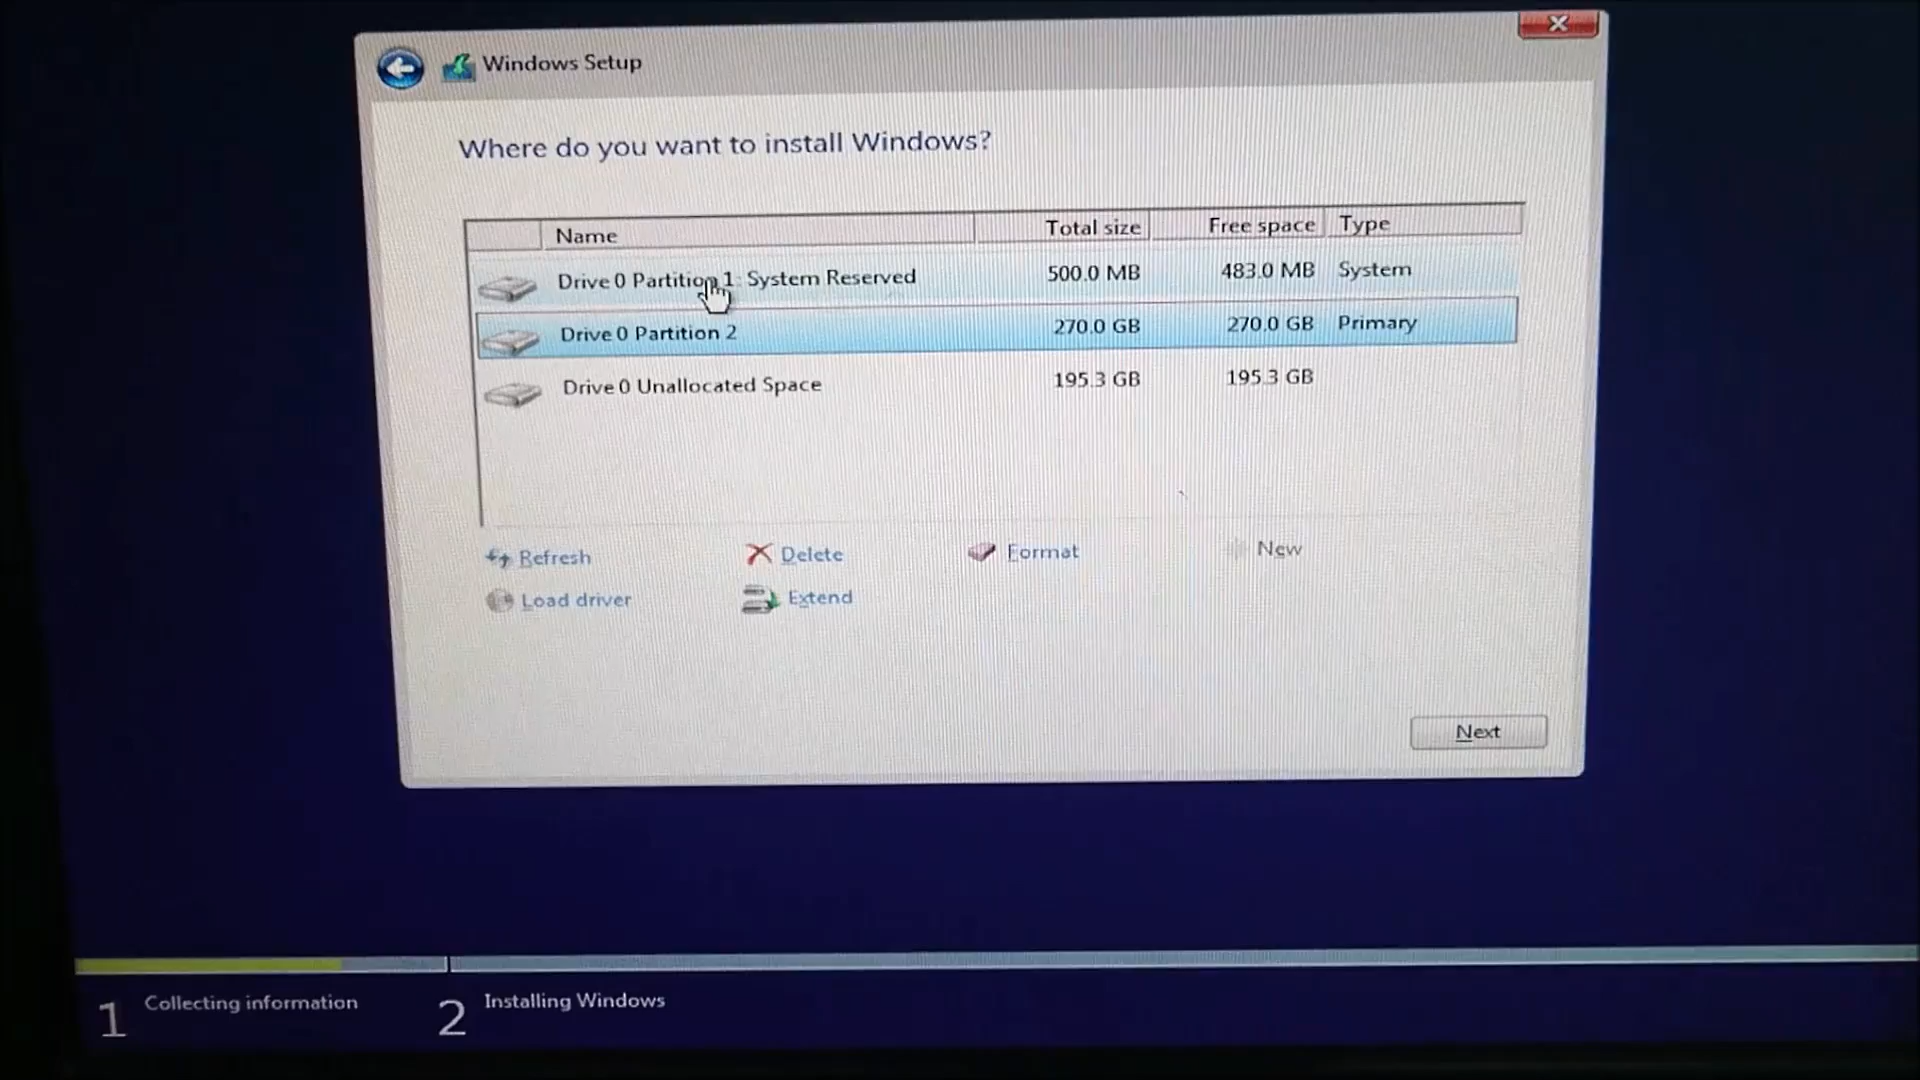 Windows Setup
Where do you want to install Windows?
Name Total size Free space Type
Drive 0 Partition 1: System Reserved 500.0 MB 483.0 MB System
Drive 0 Partition 2 270.0 GB 270.0 GB Primary
Drive 0 Unallocated Space 195.3 GB 195.3 GB
Refresh Delete Format New
Load driver Extend
Next
1 Collecting information 2 Installing Windows